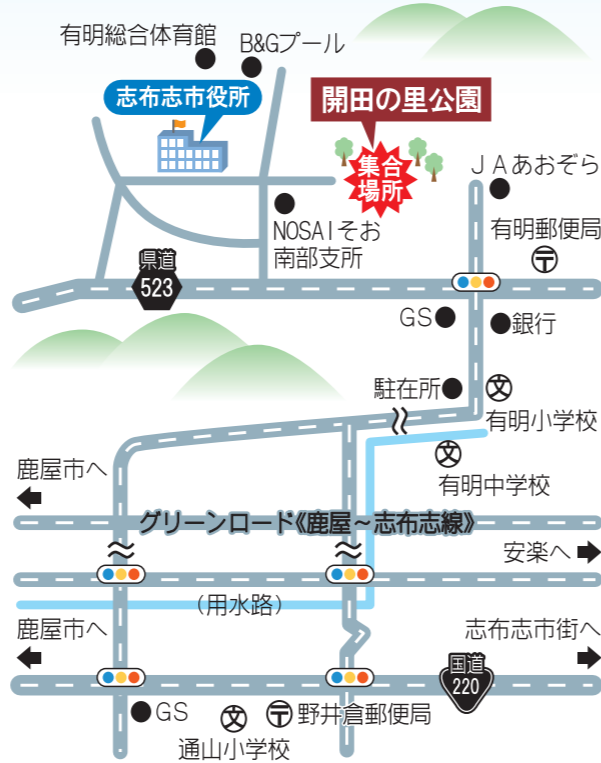 有明総合体育館
B&Gプール
志布志市役所
開田の里公園
集合
場所
JAあおぞら
NOSAIそお
南部支所
有明郵便局
〒
県道
523
GS
銀行
駐在所
文
有明小学校
文
有明中学校
鹿屋市へ
グリーンロード《鹿屋～志布志線》
安楽へ
(用水路)
鹿屋市へ
志布志市街へ
国道
220
GS
文
〒
野井倉郵便局
通山小学校